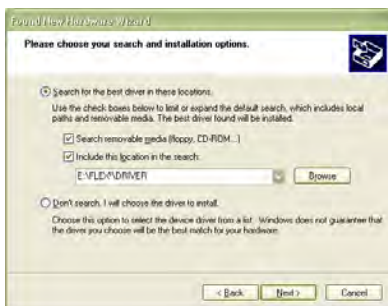 Found New Hardware Wizard
Please choose your search and installation options.
Search for the best driver in these locations.
Use the check boxes below to limit or expand the default search, which includes local
paths and removable media. The best driver found will be installed.
Search removable media (floppy, CD-ROM...)
Include this location in the search:
Browse
Don't search. I will choose the driver to install.
Choose this option to select the device driver from a list. Windows does not guarantee that
the driver you choose will be the best match for your hardware.
< Back Next > Cancel